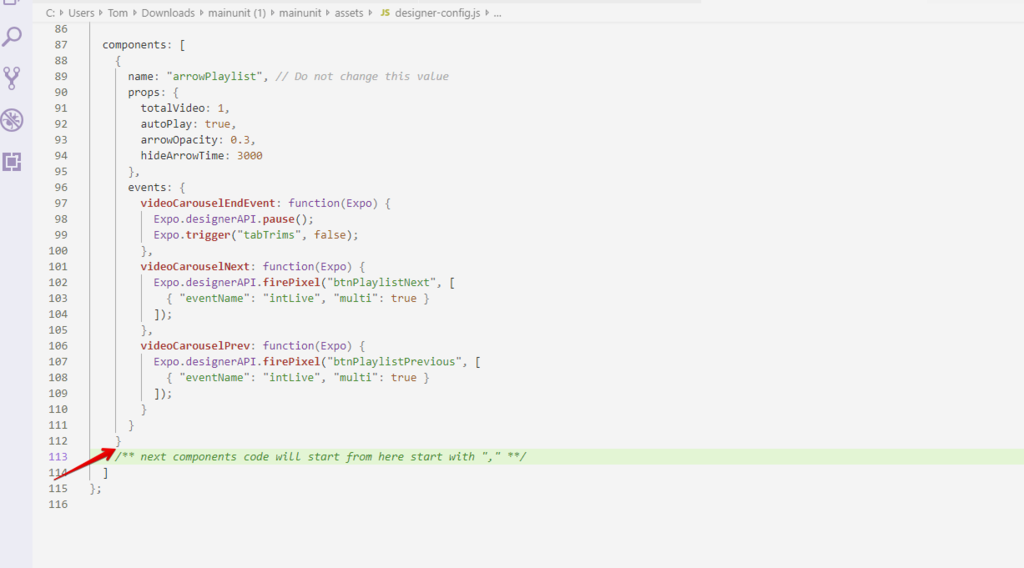 C: > Users > Tom > Downloads > mainunit (1) > mainunit > assets > JS designer-config.js > ...
86
87 components: [
88 {
89 name: "arrowPlaylist", // Do not change this value
90 props: {
91 totalVideo: 1,
92 autoPlay: true,
93 arrowOpacity: 0.3,
94 hideArrowTime: 3000
95 },
96 events: {
97 videoCarouselEndEvent: function(Expo) {
98 Expo.designerAPI.pause();
99 Expo.trigger("tabTrims", false);
100 },
101 videoCarouselNext: function(Expo) {
102 Expo.designerAPI.firePixel("btnPlaylistNext", [
103 { "eventName": "intLive", "multi": true }
104 ]);
105 },
106 videoCarouselPrev: function(Expo) {
107 Expo.designerAPI.firePixel("btnPlaylistPrevious", [
108 { "eventName": "intLive", "multi": true }
109 ]);
110 }
111 }
112 }
113 /** next components code will start from here start with "," **/
114 ]
115 };
116